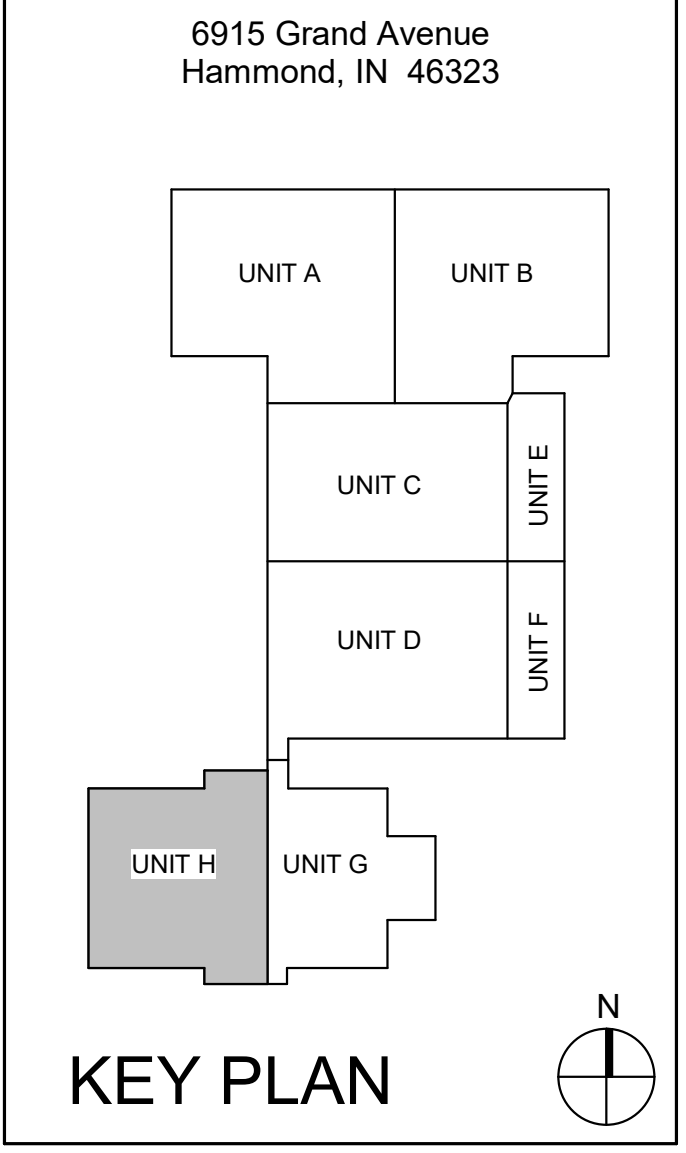 6915 Grand Avenue
Hammond, IN  46323
UNIT A
UNIT B
UNIT C
UNIT E
UNIT D
UNIT F
UNIT H
UNIT G
N
KEY PLAN